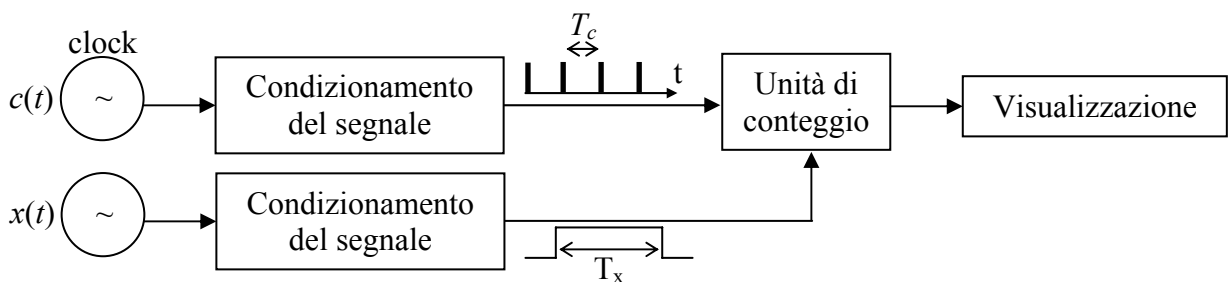 clock
c(t)
~
Condizionamento
del segnale
T_c
t
Unità di
conteggio
Visualizzazione
x(t)
~
Condizionamento
del segnale
T_x